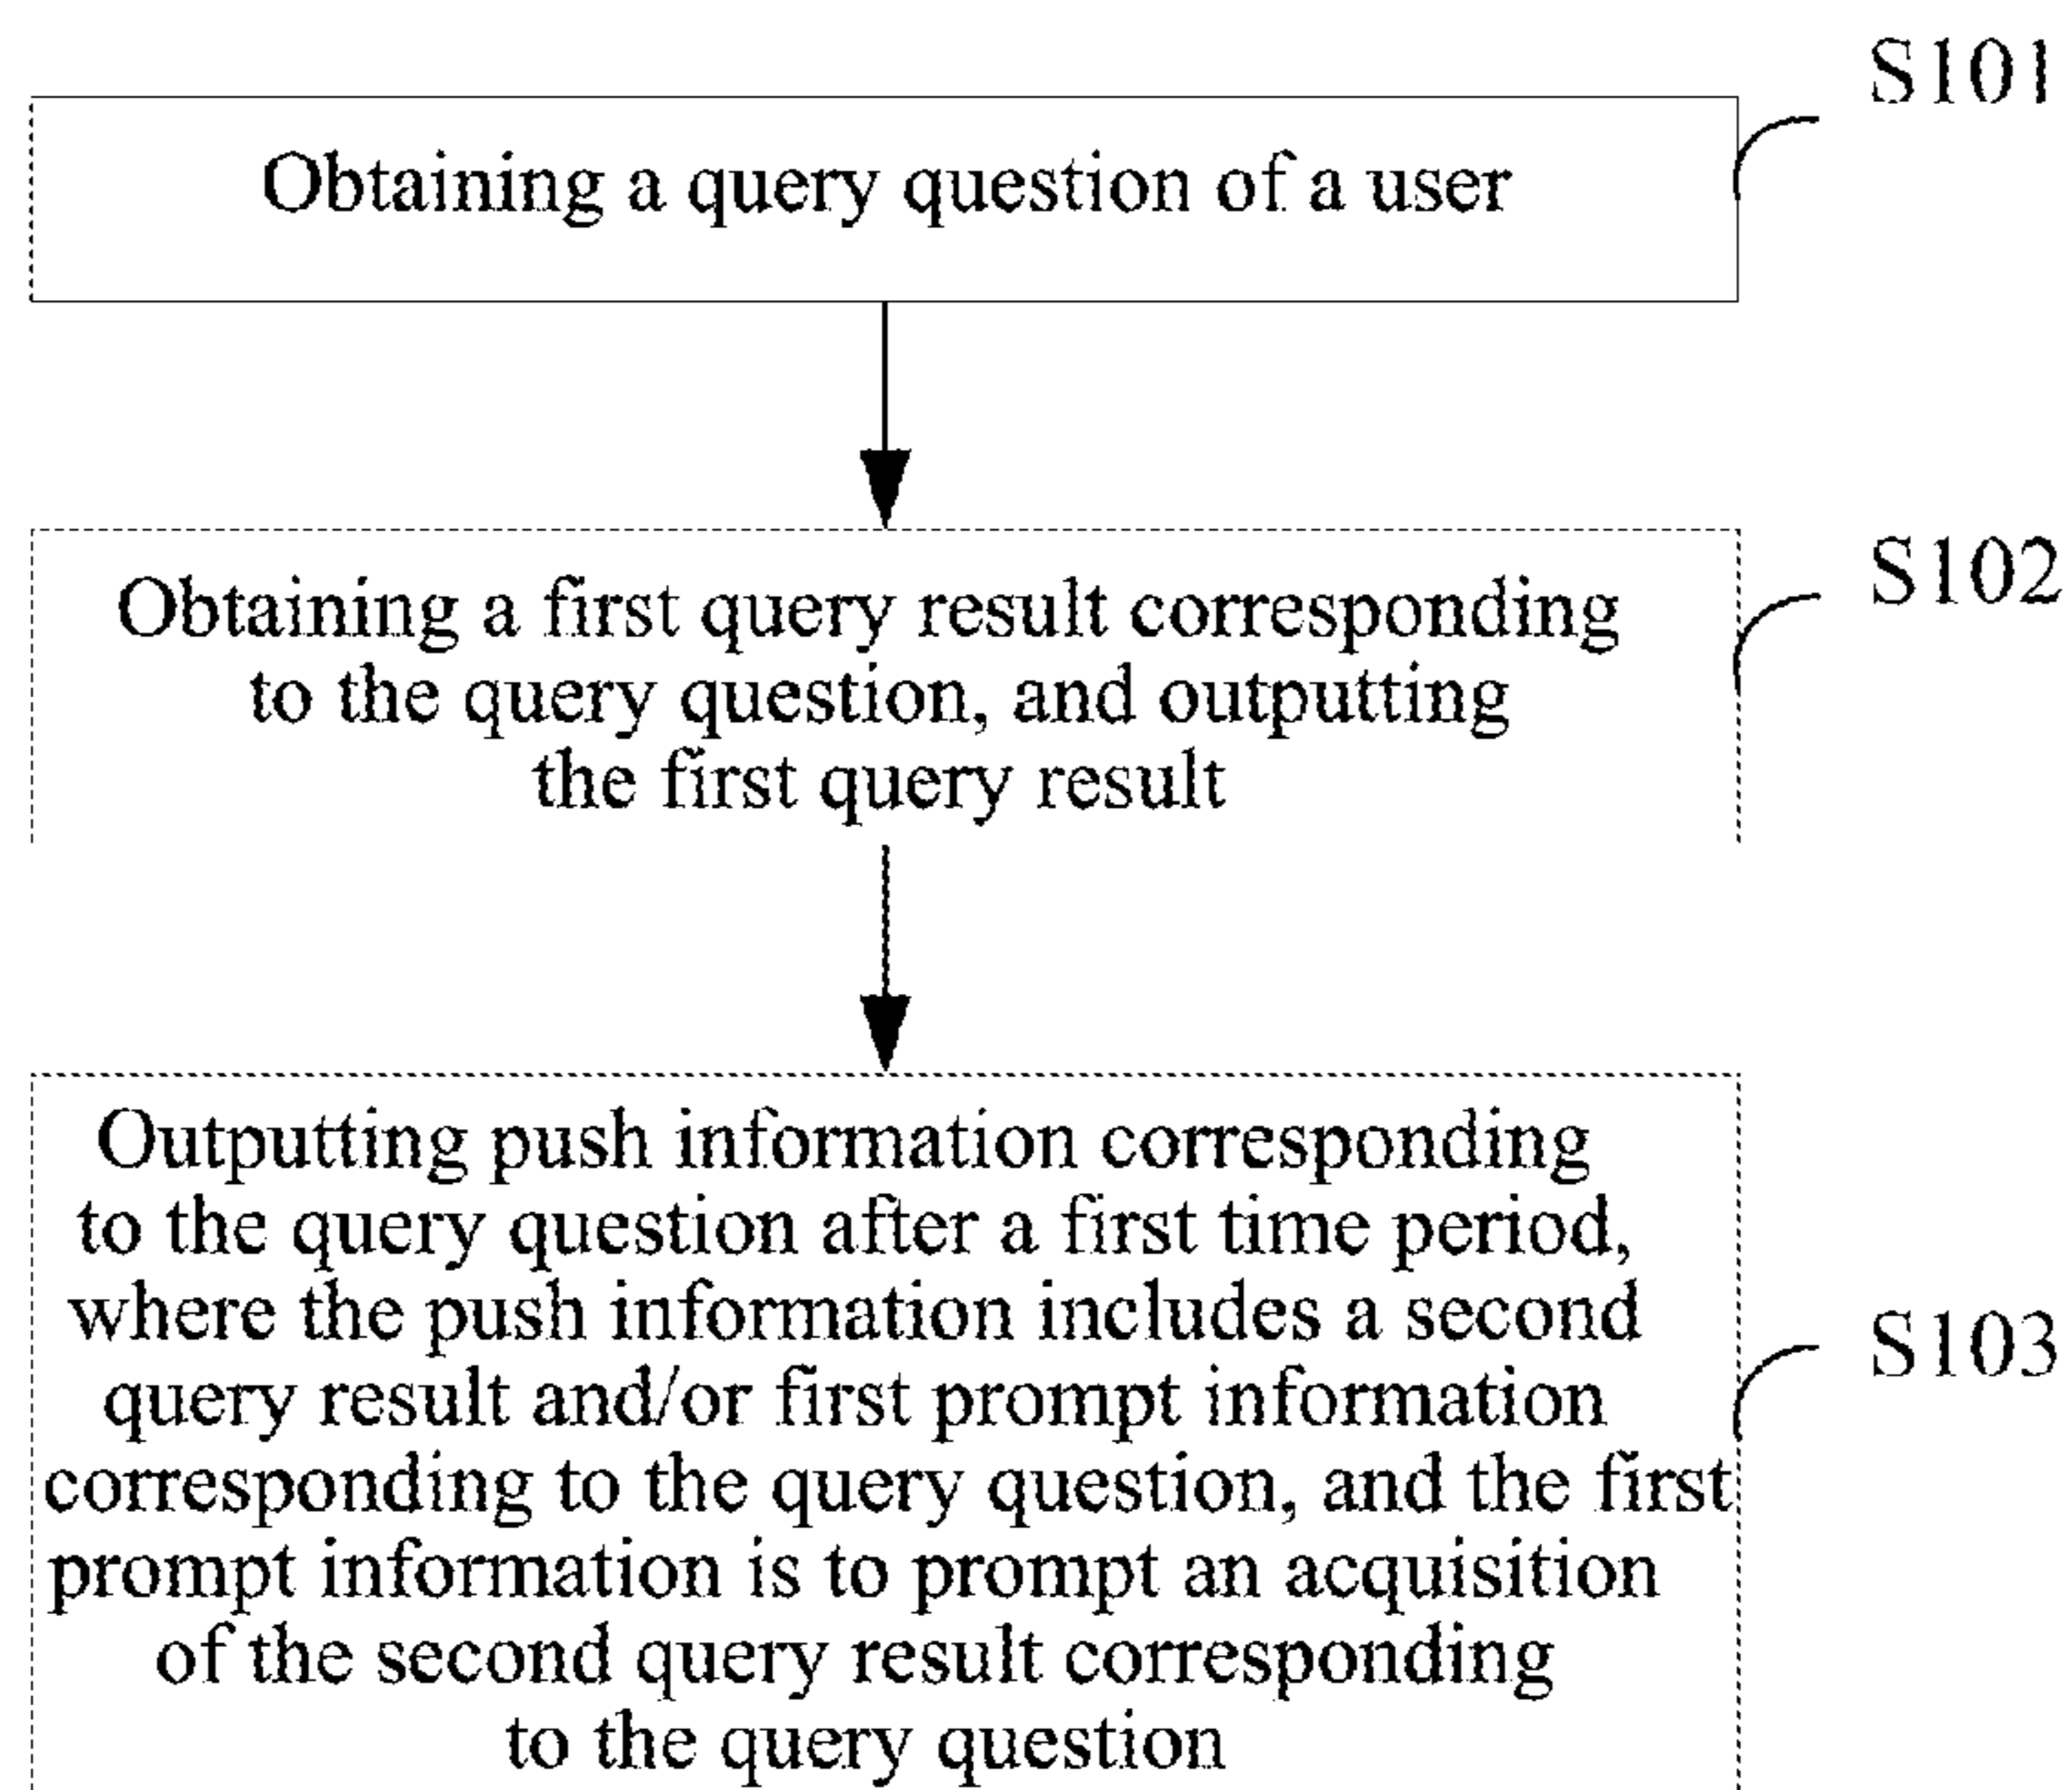 S101
Obtaining a query question of a user
S102
Obtaining a first query result corresponding
to the query question, and outputting
the first query result
Outputting push information corresponding
to the query question after a first time period,
where the push information includes a second
query result and/or first prompt information
S103
corresponding to the query question, and the first
prompt information is to prompt an acquisition
of the second query result corresponding
to the query question